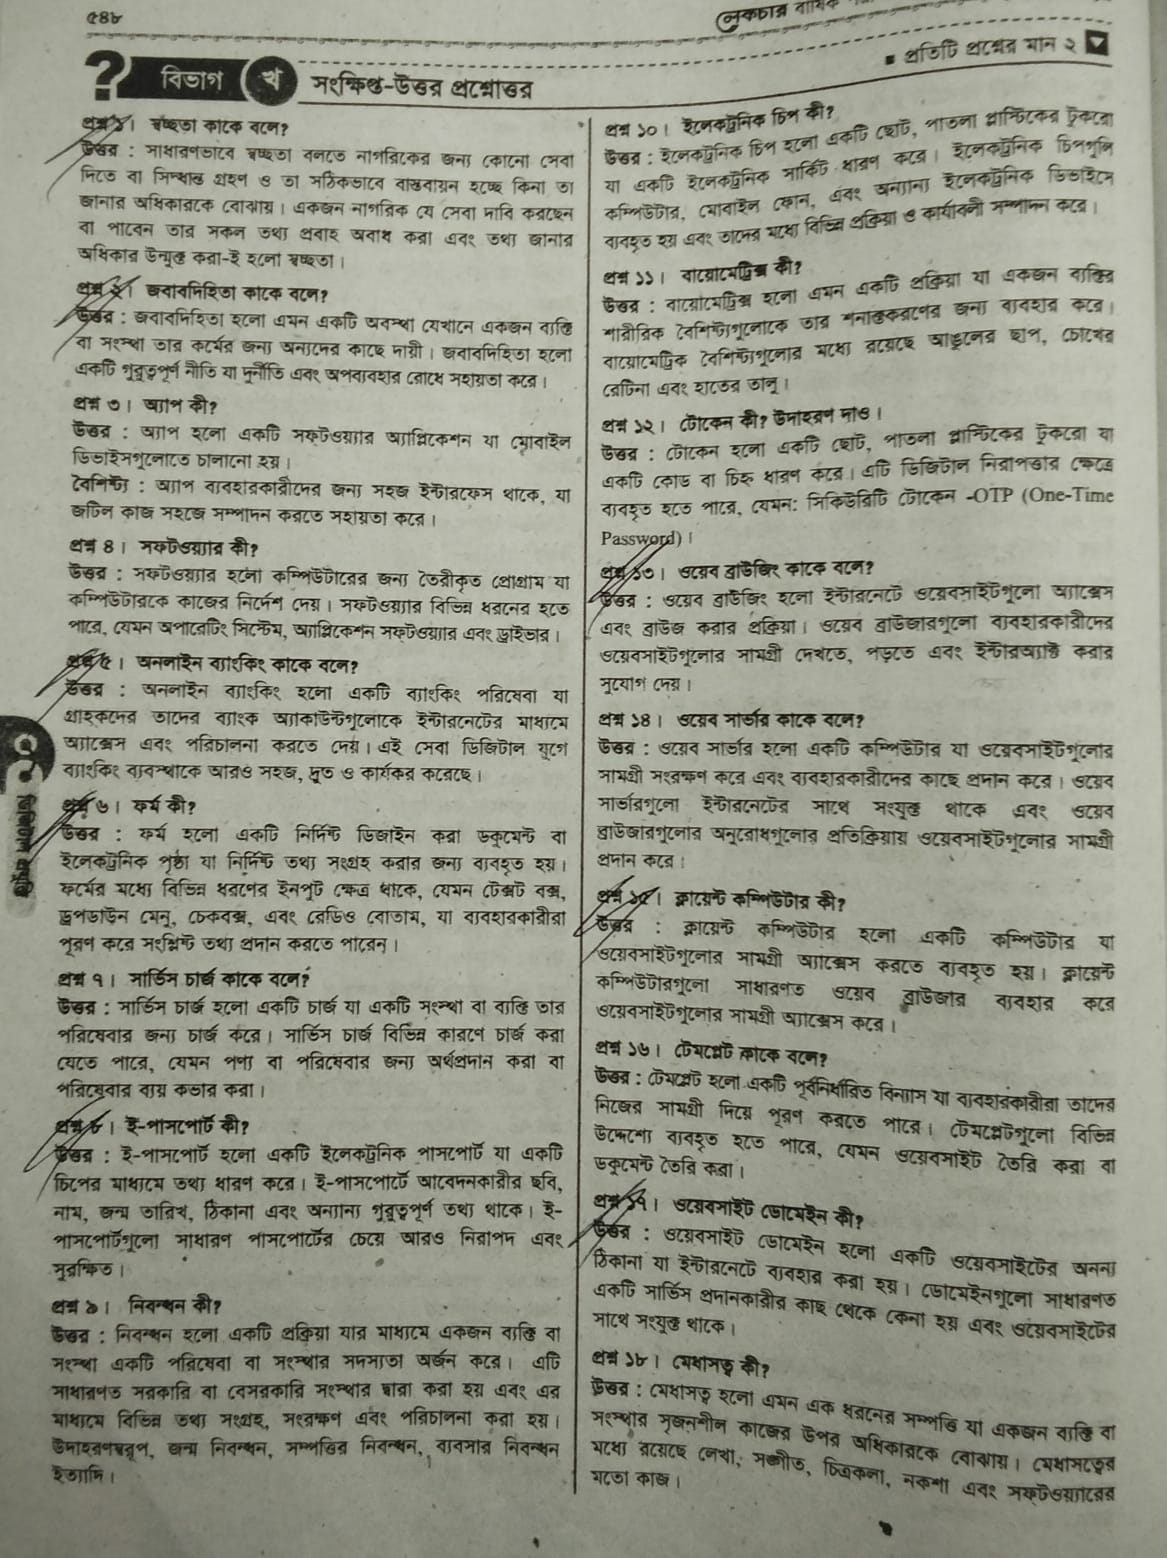 ৫৪৮
লেকচার বার্ষিক
? বিভাগ খ সংক্ষিপ্ত-উত্তর প্রশ্নোত্তর
■ প্রতিটি প্রশ্নের মান ২
প্রশ্ন ১। স্বচ্ছতা কাকে বলে?
উত্তর : সাধারণভাবে স্বচ্ছতা বলতে নাগরিকের জন্য কোনো সেবা
দিতে বা সিদ্ধান্ত গ্রহণ ও তা সঠিকভাবে বাস্তবায়ন হচ্ছে কিনা তা
জানার অধিকারকে বোঝায়। একজন নাগরিক যে সেবা দাবি করছেন
বা পাবেন তার সকল তথ্য প্রবাহ অবাধ করা এবং তথ্য জানার
অধিকার উন্মুক্ত করা-ই হলো স্বচ্ছতা।
প্রশ্ন ২। জবাবদিহিতা কাকে বলে?
উত্তর : জবাবদিহিতা হলো এমন একটি অবস্থা যেখানে একজন ব্যক্তি
বা সংস্থা তার কর্মের জন্য অন্যদের কাছে দায়ী। জবাবদিহিতা হলো
একটি গুরুত্বপূর্ণ নীতি যা দুর্নীতি এবং অপব্যবহার রোধে সহায়তা করে।
প্রশ্ন ৩। অ্যাপ কী?
উত্তর : অ্যাপ হলো একটি সফ্টওয়্যার অ্যাপ্লিকেশন যা মোবাইল
ডিভাইসগুলোতে চালানো হয়।
বৈশিষ্ট্য : অ্যাপ ব্যবহারকারীদের জন্য সহজ ইন্টারফেস থাকে, যা
জটিল কাজ সহজে সম্পাদন করতে সহায়তা করে।
প্রশ্ন ৪। সফটওয়্যার কী?
উত্তর : সফটওয়্যার হলো কম্পিউটারের জন্য তৈরীকৃত প্রোগ্রাম যা
কম্পিউটারকে কাজের নির্দেশ দেয়। সফটওয়্যার বিভিন্ন ধরনের হতে
পারে, যেমন অপারেটিং সিস্টেম, অ্যাপ্লিকেশন সফ্টওয়্যার এবং ড্রাইভার।
প্রশ্ন ৫। অনলাইন ব্যাংকিং কাকে বলে?
উত্তর : অনলাইন ব্যাংকিং হলো একটি ব্যাংকিং পরিষেবা যা
গ্রাহকদের তাদের ব্যাংক অ্যাকাউন্টগুলোকে ইন্টারনেটের মাধ্যমে
অ্যাক্সেস এবং পরিচালনা করতে দেয়। এই সেবা ডিজিটাল যুগে
ব্যাংকিং ব্যবস্থাকে আরও সহজ, দ্রুত ও কার্যকর করেছে।
প্রশ্ন ৬। ফর্ম কী?
উত্তর : ফর্ম হলো একটি নির্দিষ্ট ডিজাইন করা ডকুমেন্ট বা
ইলেকট্রনিক পৃষ্ঠা যা নির্দিষ্ট তথ্য সংগ্রহ করার জন্য ব্যবহৃত হয়।
ফর্মের মধ্যে বিভিন্ন ধরণের ইনপুট ক্ষেত্র থাকে, যেমন টেক্সট বক্স,
ড্রপডাউন মেনু, চেকবক্স, এবং রেডিও বোতাম, যা ব্যবহারকারীরা
পূরণ করে সংশ্লিষ্ট তথ্য প্রদান করতে পারেন।
প্রশ্ন ৭। সার্ভিস চার্জ কাকে বলে?
উত্তর : সার্ভিস চার্জ হলো একটি চার্জ যা একটি সংস্থা বা ব্যক্তি তার
পরিষেবার জন্য চার্জ করে। সার্ভিস চার্জ বিভিন্ন কারণে চার্জ করা
যেতে পারে, যেমন পণ্য বা পরিষেবার জন্য অর্থপ্রদান করা বা
পরিষেবার ব্যয় কভার করা।
প্রশ্ন ৮। ই-পাসপোর্ট কী?
উত্তর : ই-পাসপোর্ট হলো একটি ইলেকট্রনিক পাসপোর্ট যা একটি
চিপের মাধ্যমে তথ্য ধারণ করে। ই-পাসপোর্টে আবেদনকারীর ছবি,
নাম, জন্ম তারিখ, ঠিকানা এবং অন্যান্য গুরুত্বপূর্ণ তথ্য থাকে। ই-
পাসপোর্টগুলো সাধারণ পাসপোর্টের চেয়ে আরও নিরাপদ এবং
সুরক্ষিত।
প্রশ্ন ৯। নিবন্ধন কী?
উত্তর : নিবন্ধন হলো একটি প্রক্রিয়া যার মাধ্যমে একজন ব্যক্তি বা
সংস্থা একটি পরিষেবা বা সংস্থার সদস্যতা অর্জন করে। এটি
সাধারণত সরকারি বা বেসরকারি সংস্থার দ্বারা করা হয় এবং এর
মাধ্যমে বিভিন্ন তথ্য সংগ্রহ, সংরক্ষণ এবং পরিচালনা করা হয়।
উদাহরণস্বরূপ, জন্ম নিবন্ধন, সম্পত্তির নিবন্ধন, ব্যবসার নিবন্ধন
ইত্যাদি।
ডিজিটাল প্রযুক্তি
প্রশ্ন ১০। ইলেকট্রনিক চিপ কী?
উত্তর : ইলেকট্রনিক চিপ হলো একটি ছোট, পাতলা প্লাস্টিকের টুকরো
যা একটি ইলেকট্রনিক সার্কিট ধারণ করে। ইলেকট্রনিক চিপগুলি
কম্পিউটার, মোবাইল ফোন, এবং অন্যান্য ইলেকট্রনিক ডিভাইসে
ব্যবহৃত হয় এবং তাদের মধ্যে বিভিন্ন প্রক্রিয়া ও কার্যাবলী সম্পাদন করে।
প্রশ্ন ১১। বায়োমেট্রিক্স কী?
উত্তর : বায়োমেট্রিক্স হলো এমন একটি প্রক্রিয়া যা একজন ব্যক্তির
শারীরিক বৈশিষ্ট্যগুলোকে তার শনাক্তকরণের জন্য ব্যবহার করে।
বায়োমেট্রিক বৈশিষ্ট্যগুলোর মধ্যে রয়েছে আঙুলের ছাপ, চোখের
রেটিনা এবং হাতের তালু।
প্রশ্ন ১২। টোকেন কী? উদাহরণ দাও।
উত্তর : টোকেন হলো একটি ছোট, পাতলা প্লাস্টিকের টুকরো যা
একটি কোড বা চিহ্ন ধারণ করে। এটি ডিজিটাল নিরাপত্তার ক্ষেত্রে
ব্যবহৃত হতে পারে, যেমন: সিকিউরিটি টোকেন -OTP (One-Time
Password)।
প্রশ্ন ১৩। ওয়েব ব্রাউজিং কাকে বলে?
উত্তর : ওয়েব ব্রাউজিং হলো ইন্টারনেটে ওয়েবসাইটগুলো অ্যাক্সেস
এবং ব্রাউজ করার প্রক্রিয়া। ওয়েব ব্রাউজারগুলো ব্যবহারকারীদের
ওয়েবসাইটগুলোর সামগ্রী দেখতে, পড়তে এবং ইন্টারঅ্যাক্ট করার
সুযোগ দেয়।
প্রশ্ন ১৪। ওয়েব সার্ভার কাকে বলে?
উত্তর : ওয়েব সার্ভার হলো একটি কম্পিউটার যা ওয়েবসাইটগুলোর
সামগ্রী সংরক্ষণ করে এবং ব্যবহারকারীদের কাছে প্রদান করে। ওয়েব
সার্ভারগুলো ইন্টারনেটের সাথে সংযুক্ত থাকে এবং ওয়েব
ব্রাউজারগুলোর অনুরোধগুলোর প্রতিক্রিয়ায় ওয়েবসাইটগুলোর সামগ্রী
প্রদান করে।
প্রশ্ন ১৫। ক্লায়েন্ট কম্পিউটার কী?
উত্তর : ক্লায়েন্ট কম্পিউটার হলো একটি কম্পিউটার যা
ওয়েবসাইটগুলোর সামগ্রী অ্যাক্সেস করতে ব্যবহৃত হয়। ক্লায়েন্ট
কম্পিউটারগুলো সাধারণত ওয়েব ব্রাউজার ব্যবহার করে
ওয়েবসাইটগুলোর সামগ্রী অ্যাক্সেস করে।
প্রশ্ন ১৬। টেমপ্লেট কাকে বলে?
উত্তর : টেমপ্লেট হলো একটি পূর্বনির্ধারিত বিন্যাস যা ব্যবহারকারীরা তাদের
নিজের সামগ্রী দিয়ে পূরণ করতে পারে। টেমপ্লেটগুলো বিভিন্ন
উদ্দেশ্যে ব্যবহৃত হতে পারে, যেমন ওয়েবসাইট তৈরি করা বা
ডকুমেন্ট তৈরি করা।
প্রশ্ন ১৭। ওয়েবসাইট ডোমেইন কী?
উত্তর : ওয়েবসাইট ডোমেইন হলো একটি ওয়েবসাইটের অনন্য
ঠিকানা যা ইন্টারনেটে ব্যবহার করা হয়। ডোমেইনগুলো সাধারণত
একটি সার্ভিস প্রদানকারীর কাছ থেকে কেনা হয় এবং ওয়েবসাইটের
সাথে সংযুক্ত থাকে।
প্রশ্ন ১৮। মেধাসত্ত্ব কী?
উত্তর : মেধাসত্ত্ব হলো এমন এক ধরনের সম্পত্তি যা একজন ব্যক্তি বা
সংস্থার সৃজনশীল কাজের উপর অধিকারকে বোঝায়। মেধাসত্বের
মধ্যে রয়েছে লেখা, সঙ্গীত, চিত্রকলা, নকশা এবং সফ্টওয়্যারের
মতো কাজ।